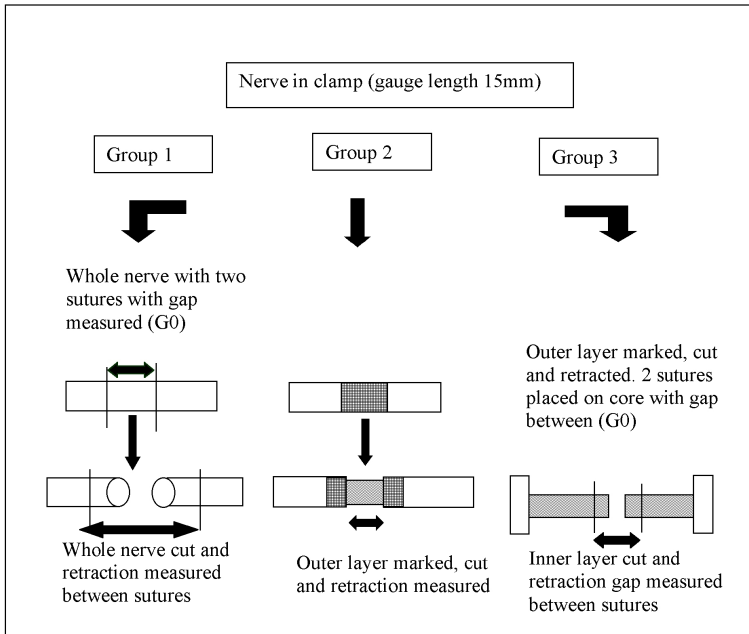 Nerve in clamp (gauge length 15mm)
Group 1
Group 2
Group 3
Whole nerve with two
sutures with gap
measured (G0)
Whole nerve cut and
retraction measured
between sutures
Outer layer marked, cut
and retraction measured
Outer layer marked, cut
and retracted. 2 sutures
placed on core with gap
between (G0)
Inner layer cut and
retraction gap measured
between sutures